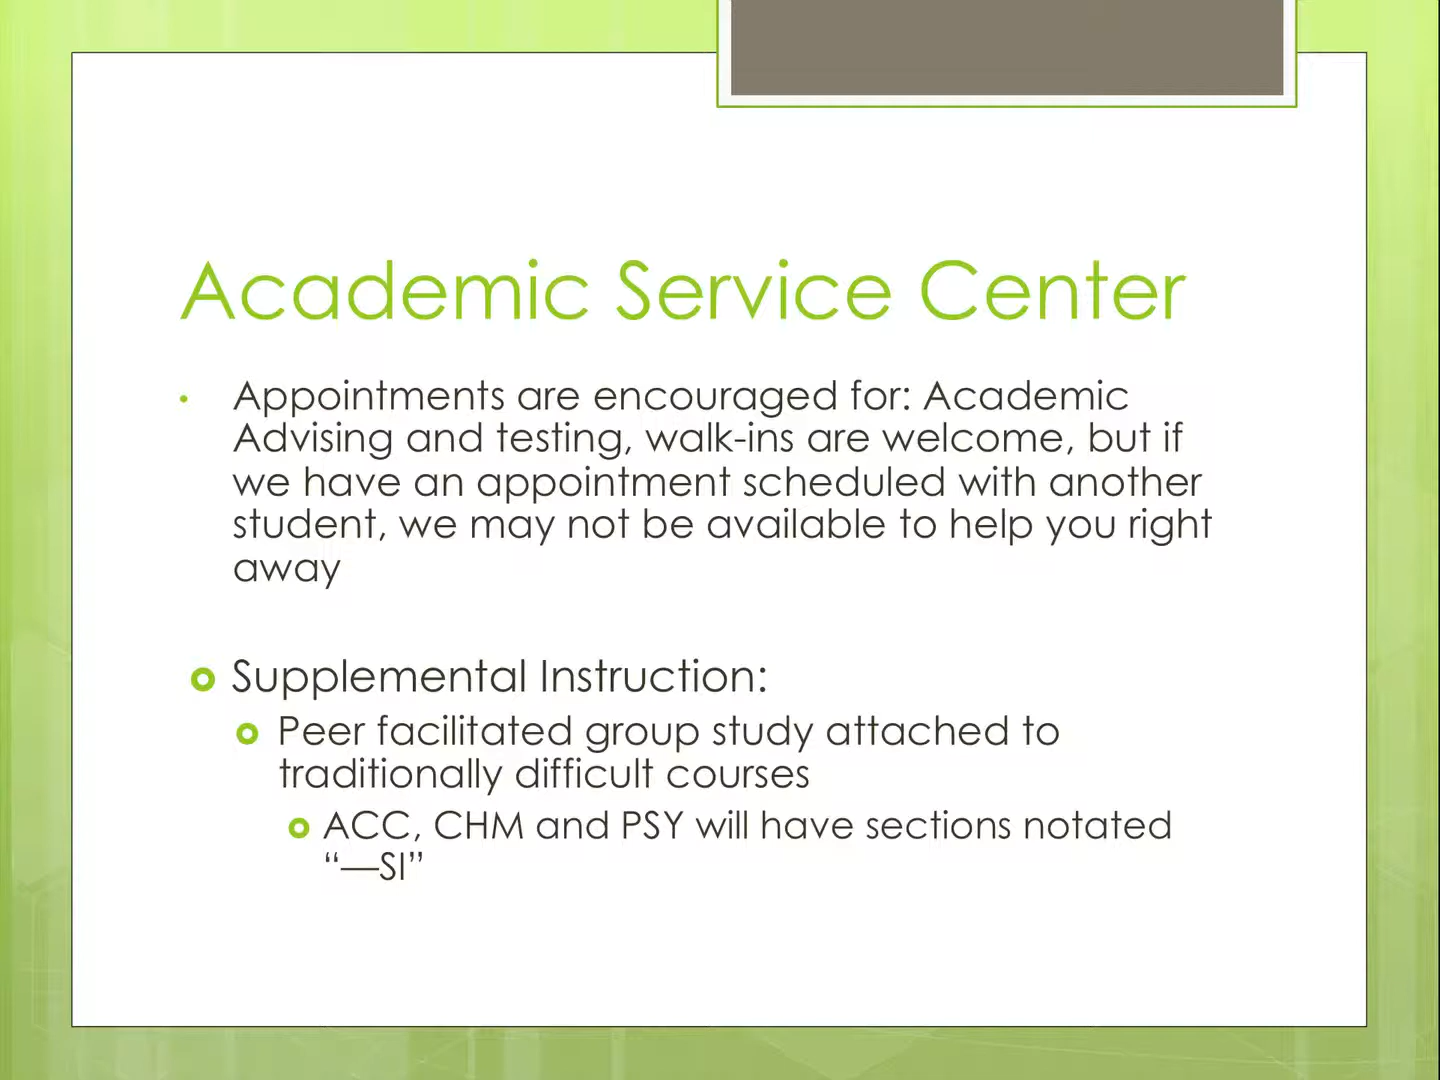 Academic Service Center
• Appointments are encouraged for: Academic
Advising and testing, walk-ins are welcome, but if
we have an appointment scheduled with another
student, we may not be available to help you right
away
Supplemental Instruction:
Peer facilitated group study attached to
traditionally difficult courses
ACC, CHM and PSY will have sections notated
“—SI”